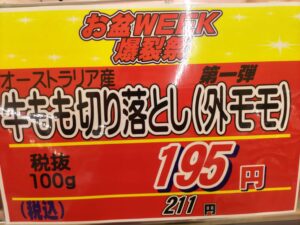 お盆WEEK
爆裂祭
オーストラリア産 第一弾
牛もも切り落とし(外モモ)
税抜
100g 195円
(税込) 211円